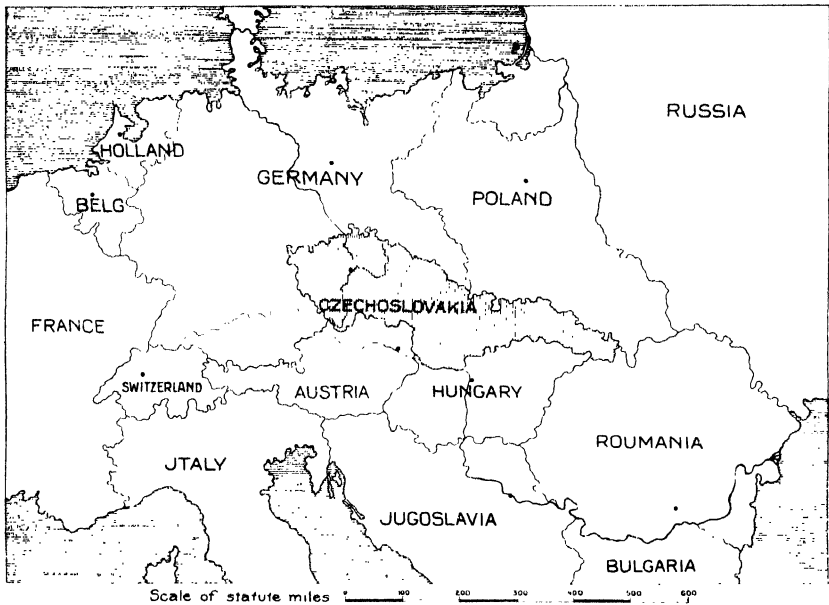 RUSSIA
HOLLAND
GERMANY
BELG
POLAND
CZECHOSLOVAKIA
FRANCE
SWITZERLAND
AUSTRIA
HUNGARY
ROUMANIA
JTALY
JUGOSLAVIA
BULGARIA
Scale of statute miles 0 100 200 300 400 500 600